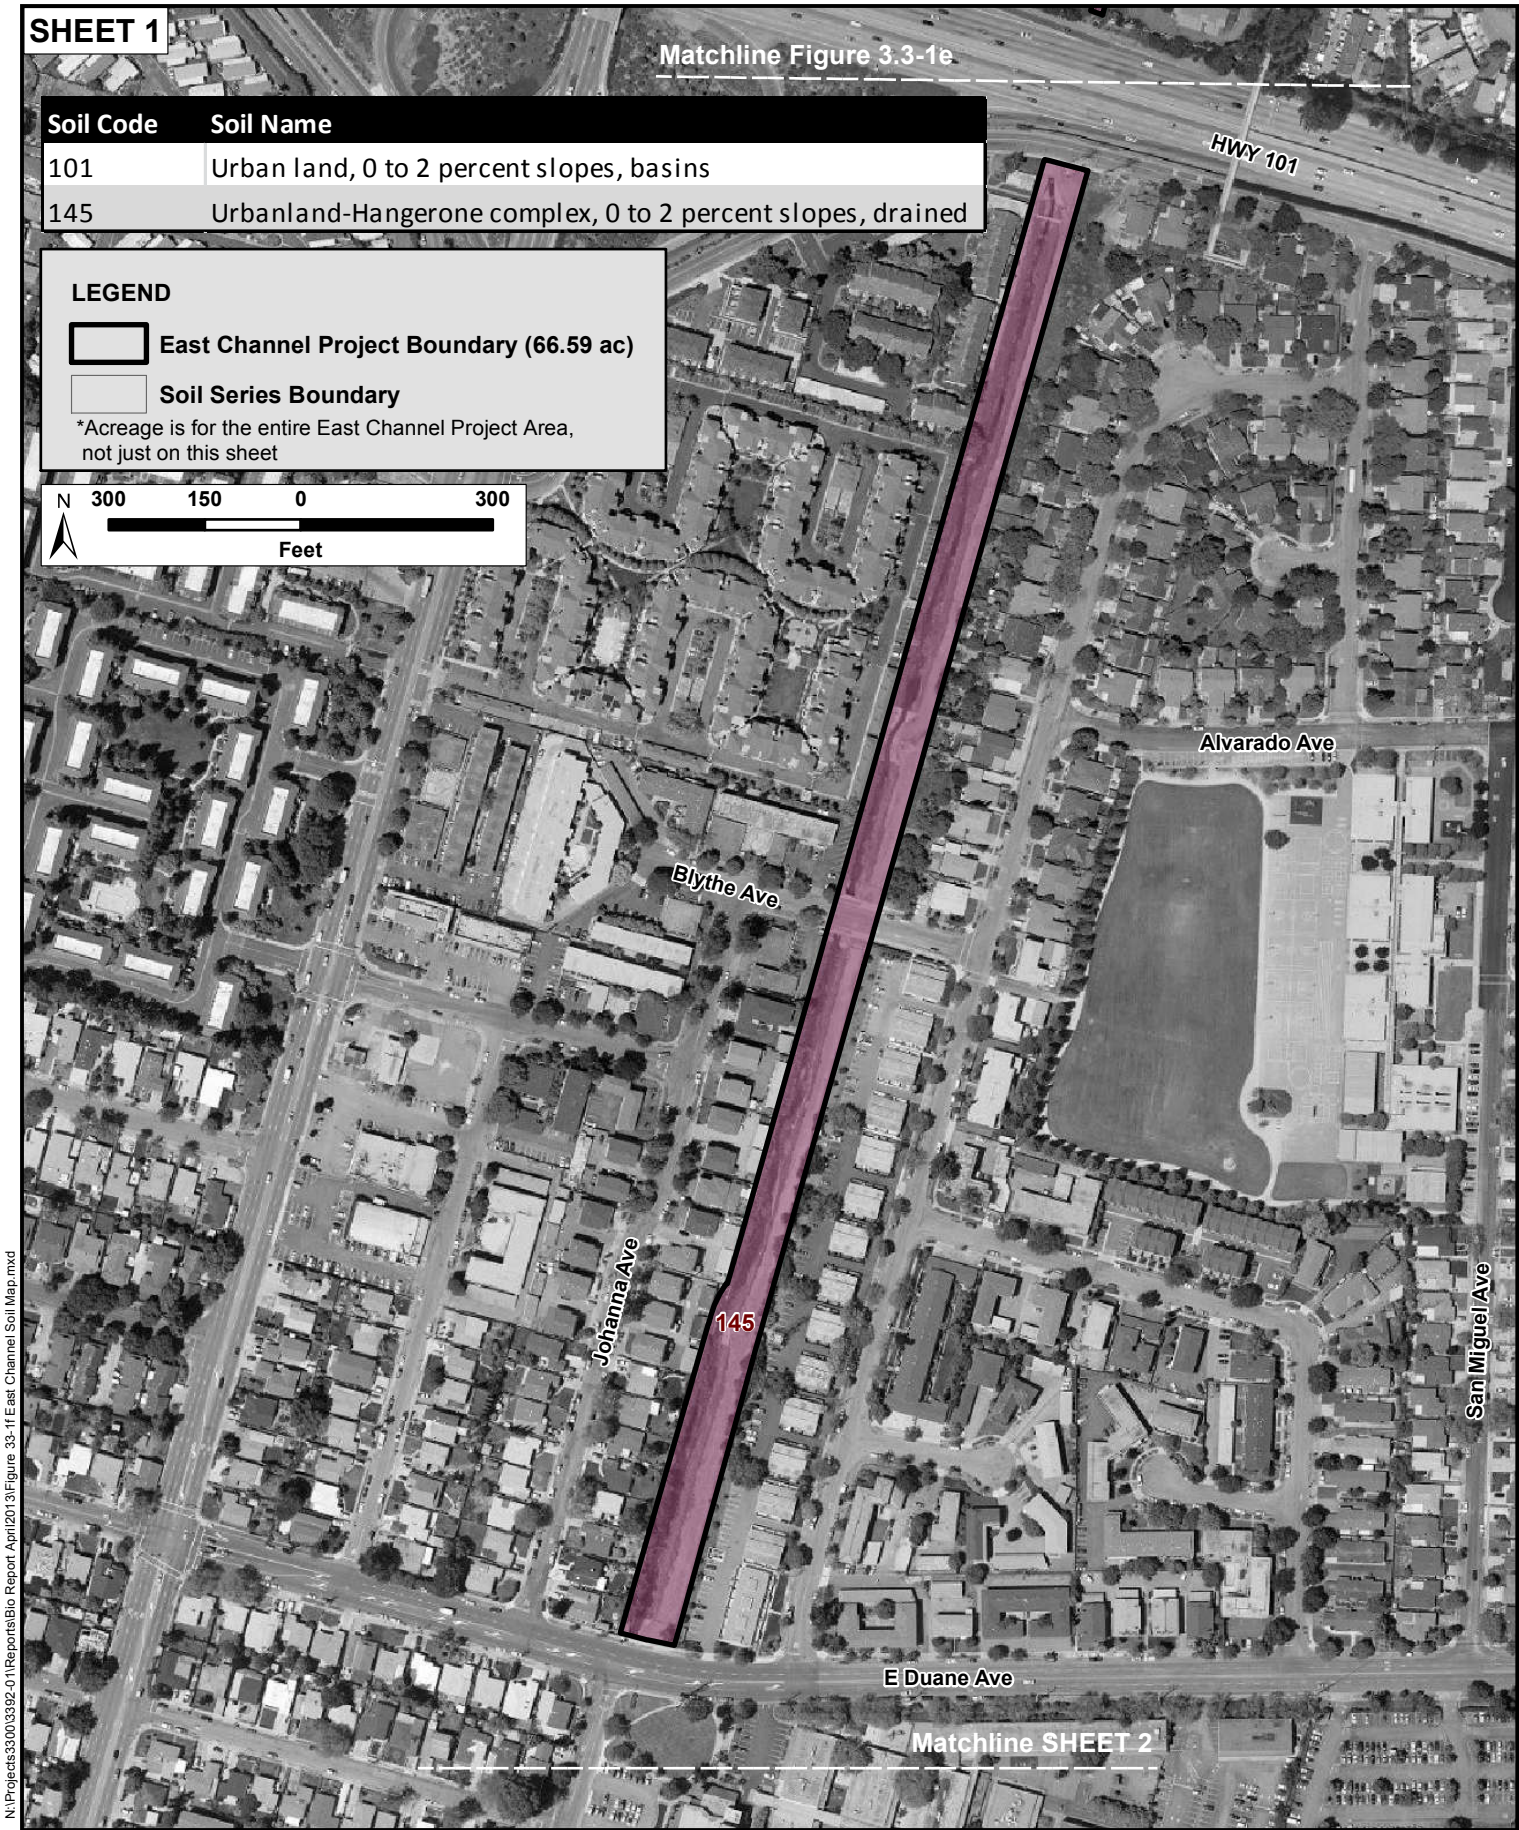 SHEET 1
Matchline Figure 3.3-1e
Soil Code Soil Name
101 Urban land, 0 to 2 percent slopes, basins
145 Urbanland-Hangerone complex, 0 to 2 percent slopes, drained
HWY 101
LEGEND
East Channel Project Boundary (66.59 ac)
Soil Series Boundary
*Acreage is for the entire East Channel Project Area,
not just on this sheet
N 300 150 0 300
Feet
Alvarado Ave
Blythe Ave
Johanna Ave
145
San Miguel Ave
E Duane Ave
Matchline SHEET 2
N:\Projects3300\3392-01\Reports\Bio Report April2013\Figure 33-1f East Channel Soil Map.mxd